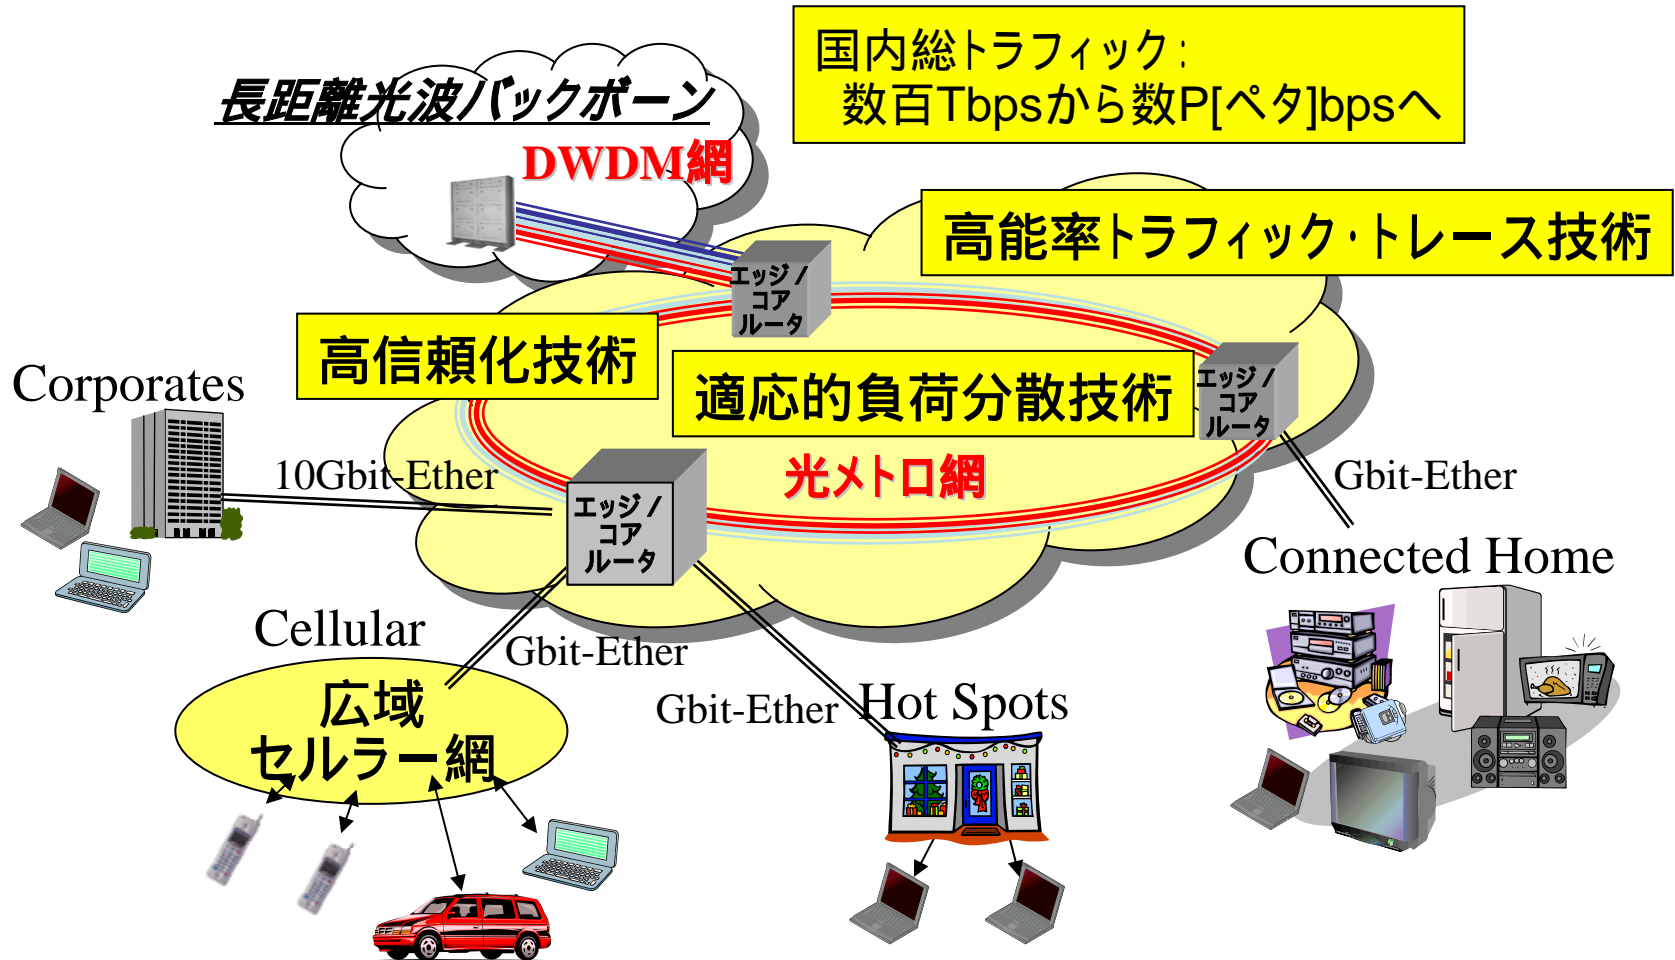 国内総トラフィック:
数百Tbpsから数P[ペタ]bpsへ
長距離光波バックボーン
DWDM網
高能率トラフィック・トレース技術
エッジ/
コア
ルータ
高信頼化技術
適応的負荷分散技術
エッジ/
コア
ルータ
Corporates
10Gbit-Ether
光メトロ網
Gbit-Ether
エッジ/
コア
ルータ
Connected Home
Cellular
Gbit-Ether
広域
セルラー網
Gbit-Ether
Hot Spots